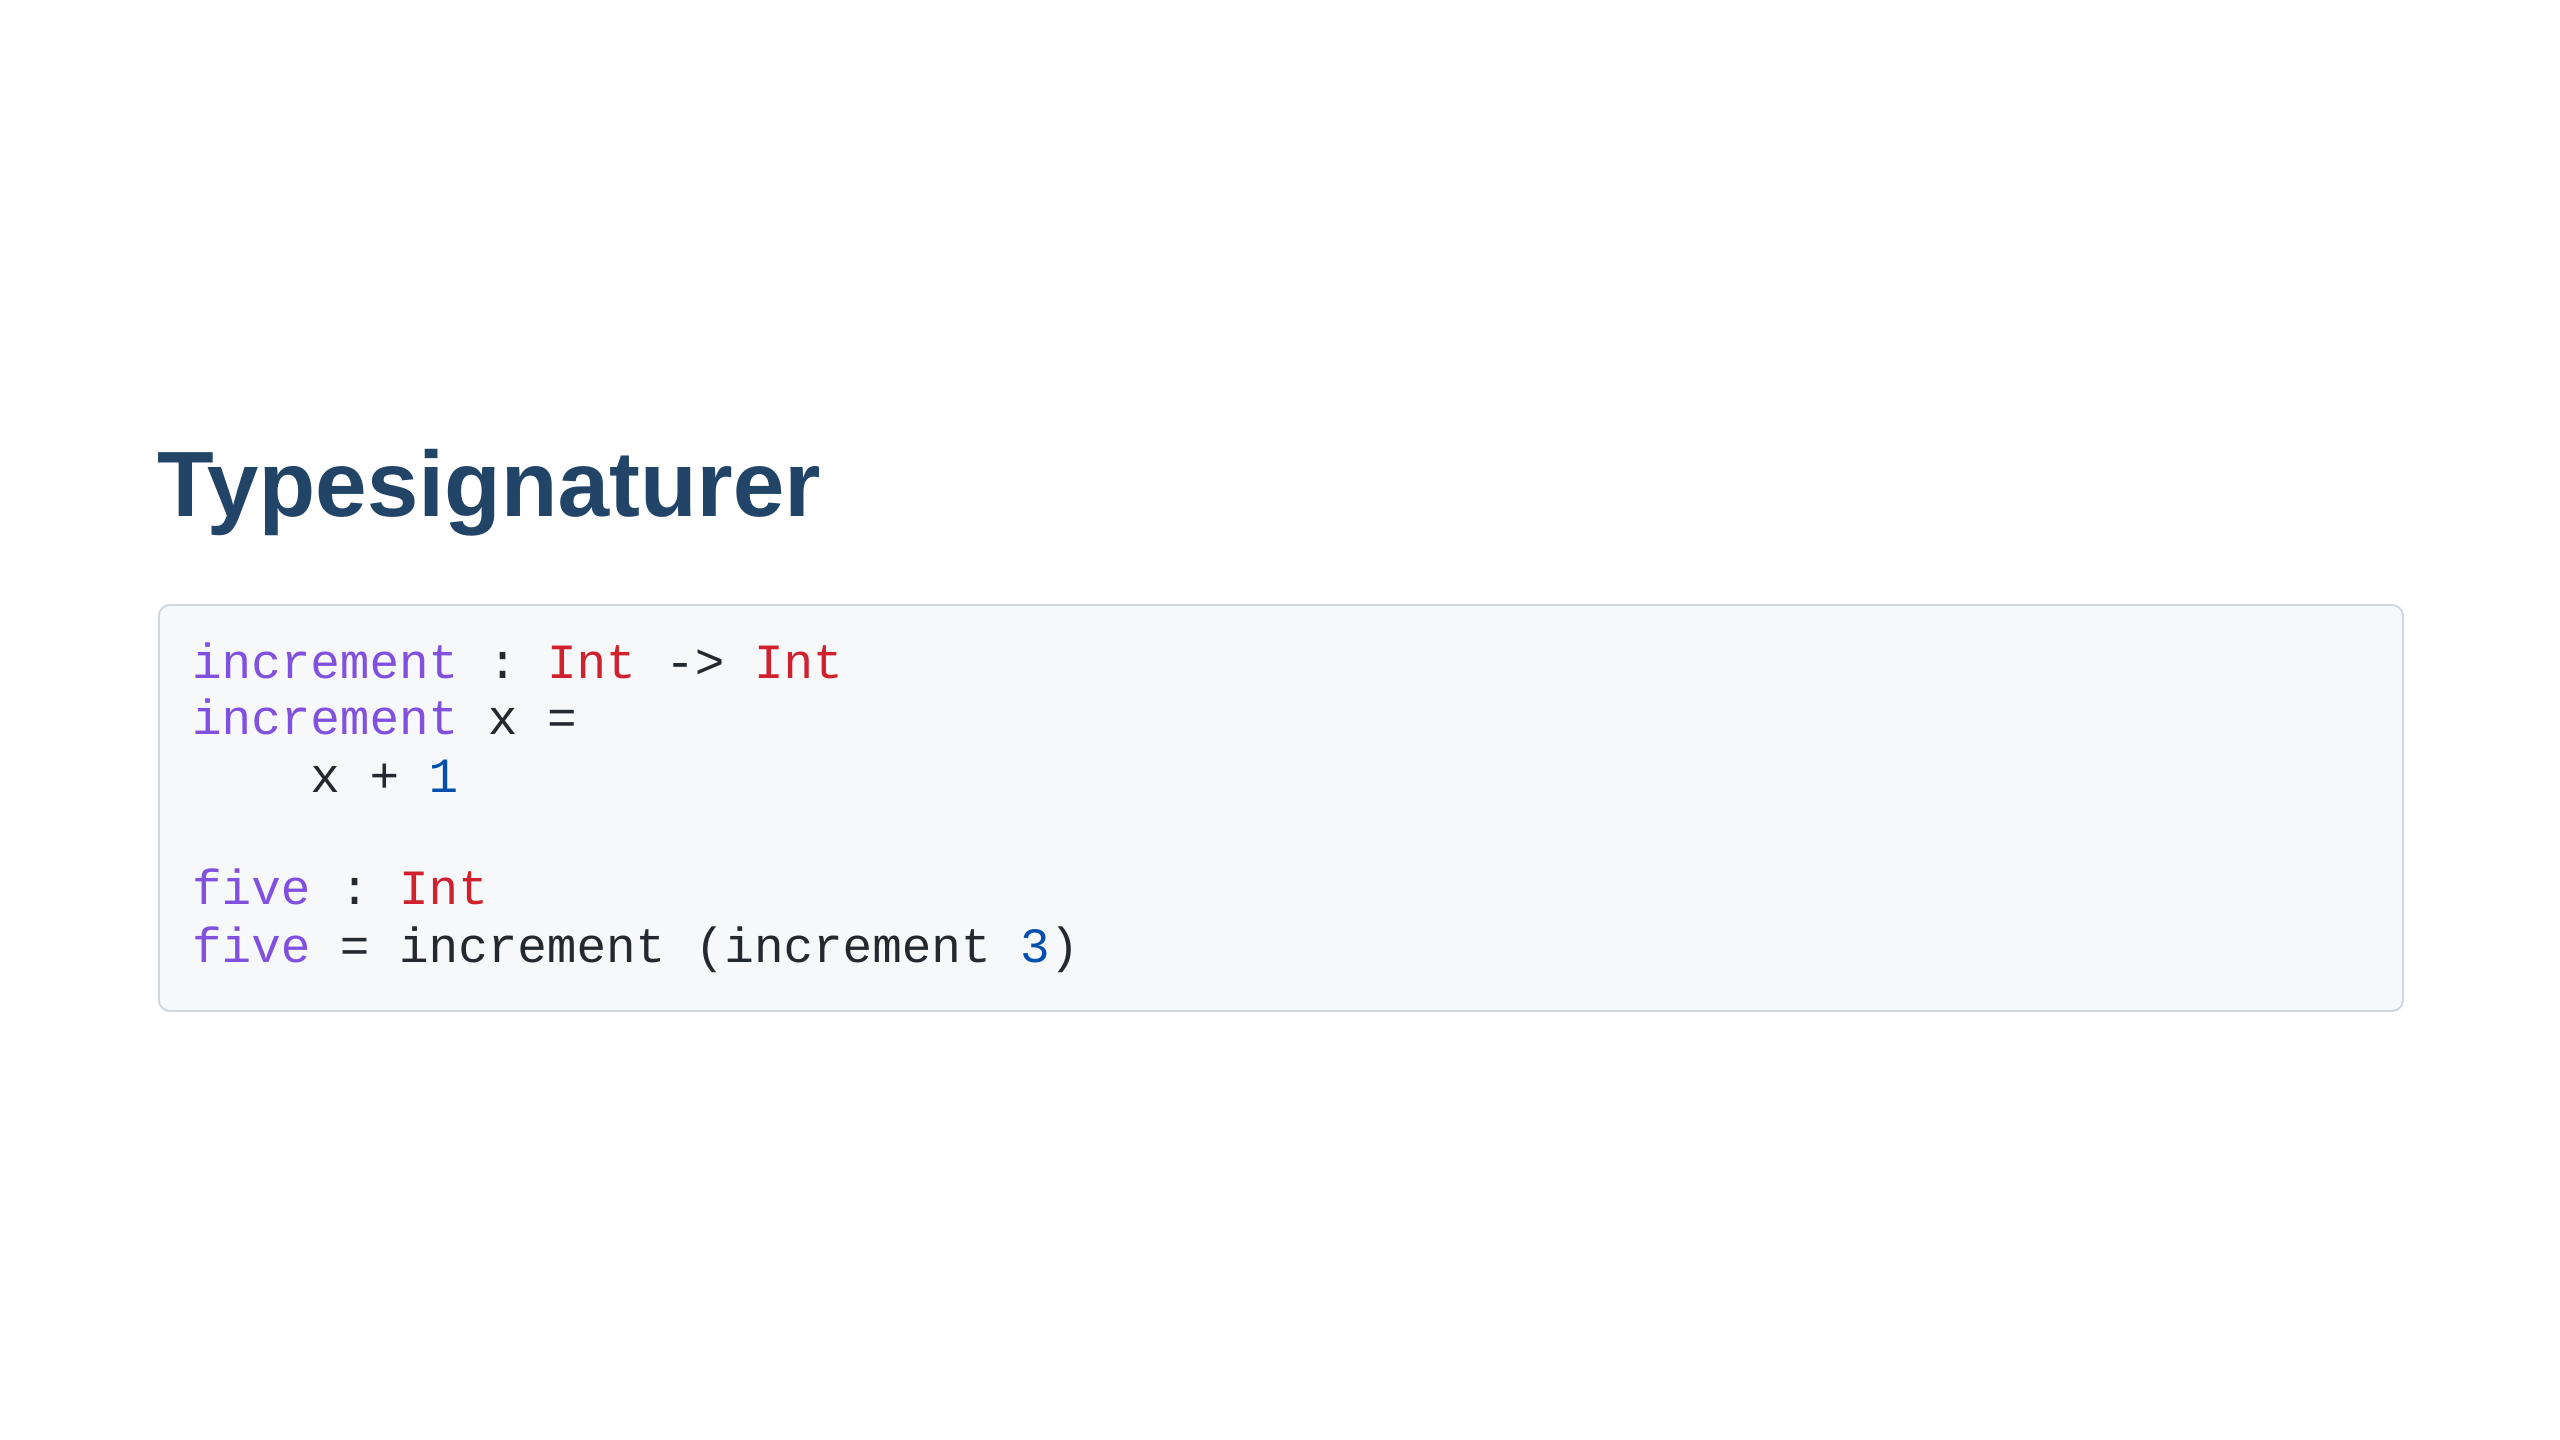 Typesignaturer
increment : Int -> Int
increment x =
    x + 1
five : Int
five = increment (increment 3)